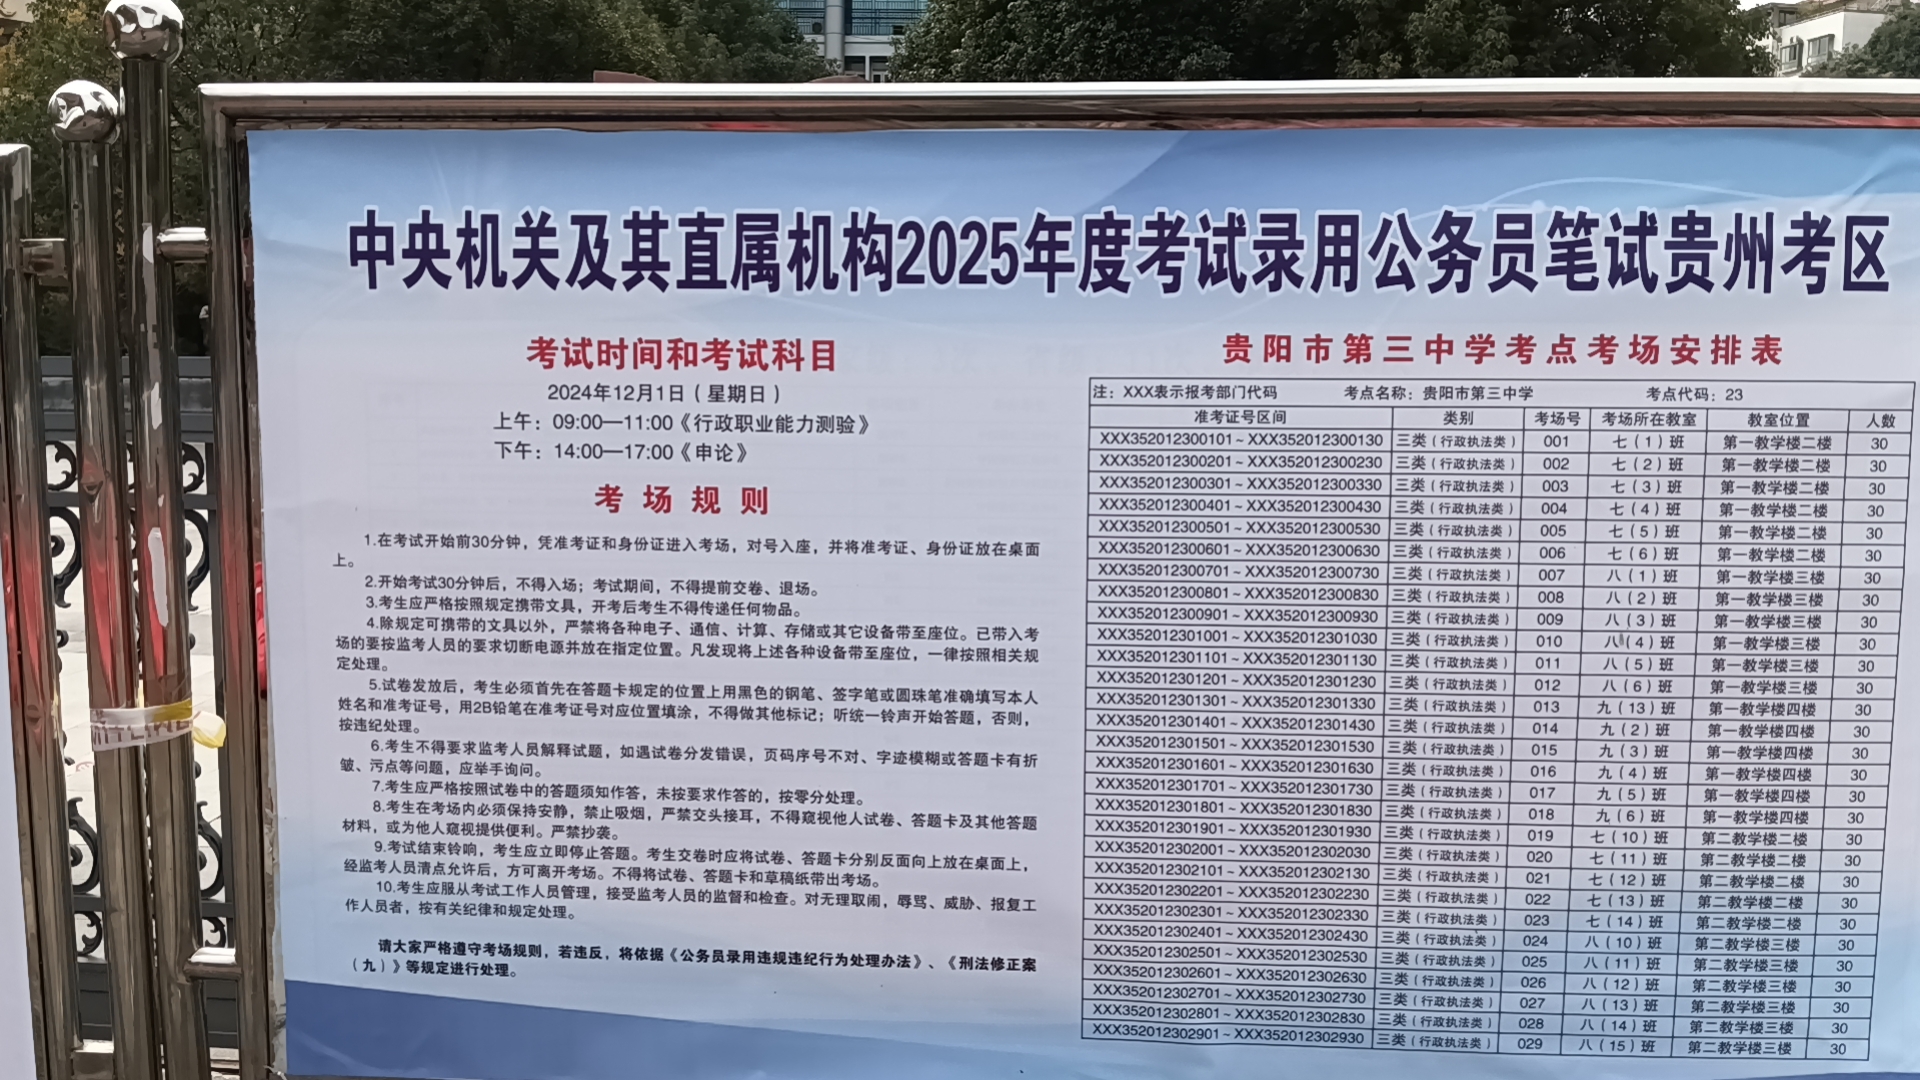 中央机关及其直属机构2025年度考试录用公务员笔试贵州考区
考试时间和考试科目
2024年12月1日（星期日）
上午：09:00—11:00《行政职业能力测验》
下午：14:00—17:00《申论》
考场规则
1.在考试开始前30分钟，凭准考证和身份证进入考场，对号入座，并将准考证、身份证放在桌面
上。
2.开始考试30分钟后，不得入场；考试期间，不得提前交卷、退场。
3.考生应严格按照规定携带文具，开考后考生不得传递任何物品。
4.除规定可携带的文具以外，严禁将各种电子、通信、计算、存储或其它设备带至座位。已带入考
场的要按监考人员的要求切断电源并放在指定位置。凡发现将上述各种设备带至座位，一律按照相关规
定处理。
5.试卷发放后，考生必须首先在答题卡规定的位置上用黑色的钢笔、签字笔或圆珠笔准确填写本人
姓名和准考证号，用2B铅笔在准考证号对应位置填涂，不得做其他标记；听统一铃声开始答题，否则，
按违纪处理。
6.考生不得要求监考人员解释试题，如遇试卷分发错误，页码序号不对、字迹模糊或答题卡有折
皱、污点等问题，应举手询问。
7.考生应严格按照试卷中的答题须知作答，未按要求作答的，按零分处理。
8.考生在考场内必须保持安静，禁止吸烟，严禁交头接耳，不得窥视他人试卷、答题卡及其他答题
材料，或为他人窥视提供便利。严禁抄袭。
9.考试结束铃响，考生应立即停止答题。考生交卷时应将试卷、答题卡分别反面向上放在桌面上，
经监考人员清点允许后，方可离开考场。不得将试卷、答题卡和草稿纸带出考场。
10.考生应服从考试工作人员管理，接受监考人员的监督和检查。对无理取闹，辱骂、威胁、报复工
作人员者，按有关纪律和规定处理。
请大家严格遵守考场规则，若违反，将依据《公务员录用违规违纪行为处理办法》、《刑法修正案
（九）》等规定进行处理。
贵阳市第三中学考点考场安排表
注：XXX表示报考部门代码 考点名称：贵阳市第三中学 考点代码：23
准考证号区间 类别 考场号 考场所在教室 教室位置 人数
XXX352012300101～XXX352012300130 三类（行政执法类） 001 七（1）班 第一教学楼二楼 30
XXX352012300201～XXX352012300230 三类（行政执法类） 002 七（2）班 第一教学楼二楼 30
XXX352012300301～XXX352012300330 三类（行政执法类） 003 七（3）班 第一教学楼二楼 30
XXX352012300401～XXX352012300430 三类（行政执法类） 004 七（4）班 第一教学楼二楼 30
XXX352012300501～XXX352012300530 三类（行政执法类） 005 七（5）班 第一教学楼二楼 30
XXX352012300601～XXX352012300630 三类（行政执法类） 006 七（6）班 第一教学楼二楼 30
XXX352012300701～XXX352012300730 三类（行政执法类） 007 八（1）班 第一教学楼三楼 30
XXX352012300801～XXX352012300830 三类（行政执法类） 008 八（2）班 第一教学楼三楼 30
XXX352012300901～XXX352012300930 三类（行政执法类） 009 八（3）班 第一教学楼三楼 30
XXX352012301001～XXX352012301030 三类（行政执法类） 010 八（4）班 第一教学楼三楼 30
XXX352012301101～XXX352012301130 三类（行政执法类） 011 八（5）班 第一教学楼三楼 30
XXX352012301201～XXX352012301230 三类（行政执法类） 012 八（6）班 第一教学楼三楼 30
XXX352012301301～XXX352012301330 三类（行政执法类） 013 九（13）班 第一教学楼四楼 30
XXX352012301401～XXX352012301430 三类（行政执法类） 014 九（2）班 第一教学楼四楼 30
XXX352012301501～XXX352012301530 三类（行政执法类） 015 九（3）班 第一教学楼四楼 30
XXX352012301601～XXX352012301630 三类（行政执法类） 016 九（4）班 第一教学楼四楼 30
XXX352012301701～XXX352012301730 三类（行政执法类） 017 九（5）班 第一教学楼四楼 30
XXX352012301801～XXX352012301830 三类（行政执法类） 018 九（6）班 第一教学楼四楼 30
XXX352012301901～XXX352012301930 三类（行政执法类） 019 七（10）班 第二教学楼二楼 30
XXX352012302001～XXX352012302030 三类（行政执法类） 020 七（11）班 第二教学楼二楼 30
XXX352012302101～XXX352012302130 三类（行政执法类） 021 七（12）班 第二教学楼二楼 30
XXX352012302201～XXX352012302230 三类（行政执法类） 022 七（13）班 第二教学楼二楼 30
XXX352012302301～XXX352012302330 三类（行政执法类） 023 七（14）班 第二教学楼二楼 30
XXX352012302401～XXX352012302430 三类（行政执法类） 024 八（10）班 第二教学楼三楼 30
XXX352012302501～XXX352012302530 三类（行政执法类） 025 八（11）班 第二教学楼三楼 30
XXX352012302601～XXX352012302630 三类（行政执法类） 026 八（12）班 第二教学楼三楼 30
XXX352012302701～XXX352012302730 三类（行政执法类） 027 八（13）班 第二教学楼三楼 30
XXX352012302801～XXX352012302830 三类（行政执法类） 028 八（14）班 第二教学楼三楼 30
XXX352012302901～XXX352012302930 三类（行政执法类） 029 八（15）班 第二教学楼三楼 30